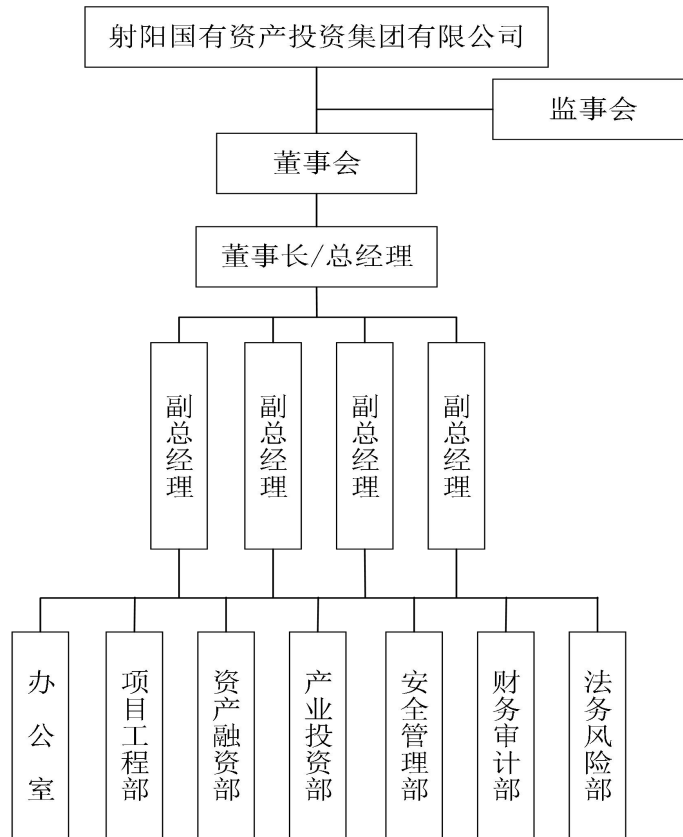 射阳国有资产投资集团有限公司
监事会
董事会
董事长/总经理
副总经理
副总经理
副总经理
副总经理
办公室
项目工程部
资产融资部
产业投资部
安全管理部
财务审计部
法务风险部